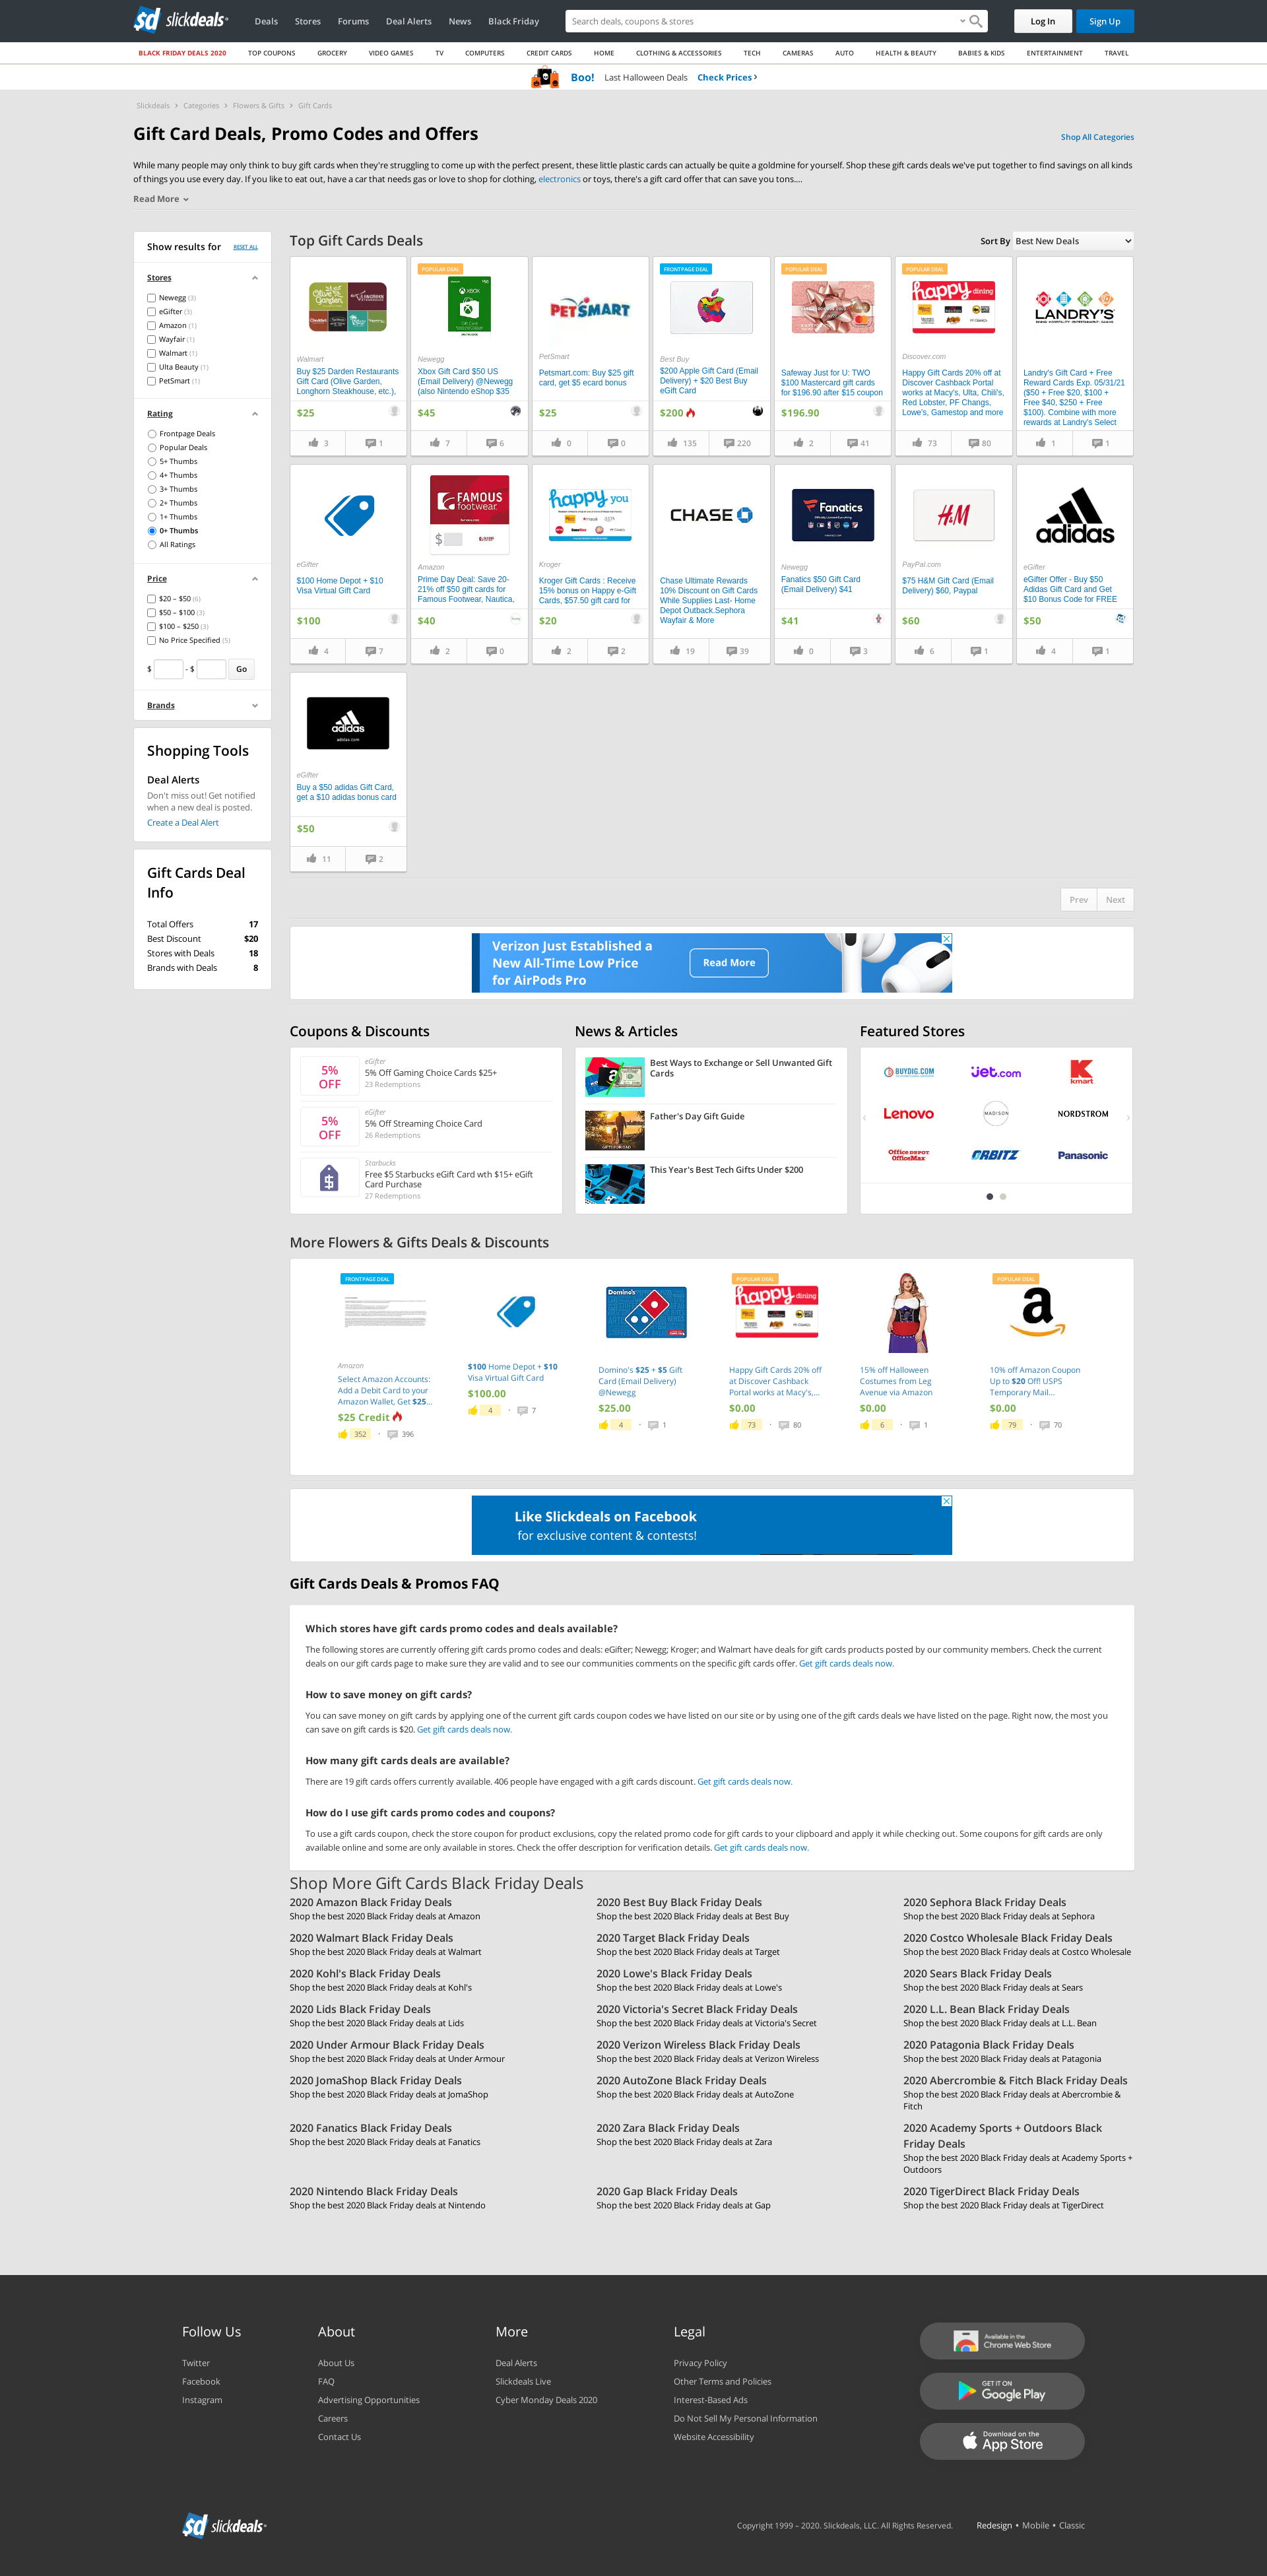 slickdeals
Deals
Stores
Forums
Deal Alerts
News
Black Friday
Search deals, coupons & stores
Log In
Sign Up
BLACK FRIDAY DEALS 2020
TOP COUPONS
GROCERY
VIDEO GAMES
TV
COMPUTERS
CREDIT CARDS
HOME
CLOTHING & ACCESSORIES
TECH
CAMERAS
AUTO
HEALTH & BEAUTY
BABIES & KIDS
ENTERTAINMENT
TRAVEL
Boo! Last Halloween Deals Check Prices
Slickdeals > Categories > Flowers & Gifts > Gift Cards
Gift Card Deals, Promo Codes and Offers
Shop All Categories
While many people may only think to buy gift cards when they're struggling to come up with the perfect present, these little plastic cards can actually be quite a goldmine for yourself. Shop these gift cards deals we've put together to find savings on all kinds
of things you use every day. If you like to eat out, have a car that needs gas or love to shop for clothing, electronics or toys, there's a gift card offer that can save you tons....
Read More
Show results for
RESET ALL
Stores
Newegg (3)
eGifter (3)
Amazon (1)
Wayfair (1)
Walmart (1)
Ulta Beauty (1)
PetSmart (1)
Rating
Frontpage Deals
Popular Deals
5+ Thumbs
4+ Thumbs
3+ Thumbs
2+ Thumbs
1+ Thumbs
0+ Thumbs
All Ratings
Price
$20 – $50 (6)
$50 – $100 (3)
$100 – $250 (3)
No Price Specified (5)
$ - $ Go
Brands
Shopping Tools
Deal Alerts
Don't miss out! Get notified
when a new deal is posted.
Create a Deal Alert
Gift Cards Deal
Info
Total Offers 17
Best Discount $20
Stores with Deals 18
Brands with Deals 8
Top Gift Cards Deals
Sort By Best New Deals
Walmart
Buy $25 Darden Restaurants
Gift Card (Olive Garden,
Longhorn Steakhouse, etc.),
$25
3 1
POPULAR DEAL
XBOX
Newegg
Xbox Gift Card $50 US
(Email Delivery) @Newegg
(also Nintendo eShop $35
$45
7 6
PETSMART
PetSmart
Petsmart.com: Buy $25 gift
card, get $5 ecard bonus
$25
0 0
FRONTPAGE DEAL
Best Buy
$200 Apple Gift Card (Email
Delivery) + $20 Best Buy
eGift Card
$200
135 220
POPULAR DEAL
Safeway Just for U: TWO
$100 Mastercard gift cards
for $196.90 after $15 coupon
$196.90
2 41
POPULAR DEAL
happy dining
Discover.com
Happy Gift Cards 20% off at
Discover Cashback Portal
works at Macy's, Ulta, Chili's,
Red Lobster, PF Changs,
Lowe's, Gamestop and more
73 80
LANDRY'S
Landry's Gift Card + Free
Reward Cards Exp. 05/31/21
($50 + Free $20, $100 +
Free $40, $250 + Free
$100). Combine with more
rewards at Landry's Select
1 1
eGifter
$100 Home Depot + $10
Visa Virtual Gift Card
$100
4 7
FAMOUS
footwear
Amazon
Prime Day Deal: Save 20-
21% off $50 gift cards for
Famous Footwear, Nautica,
$40
2 0
happy you
Kroger
Kroger Gift Cards : Receive
15% bonus on Happy e-Gift
Cards, $57.50 gift card for
$20
2 2
CHASE
Chase Ultimate Rewards
10% Discount on Gift Cards
While Supplies Last- Home
Depot Outback.Sephora
Wayfair & More
19 39
Fanatics
Newegg
Fanatics $50 Gift Card
(Email Delivery) $41
$41
0 3
H&M
PayPal.com
$75 H&M Gift Card (Email
Delivery) $60, Paypal
$60
6 1
adidas
eGifter
eGifter Offer - Buy $50
Adidas Gift Card and Get
$10 Bonus Code for FREE
$50
4 1
adidas
adidas.com
eGifter
Buy a $50 adidas Gift Card,
get a $10 adidas bonus card
$50
11 2
Prev Next
Verizon Just Established a
New All-Time Low Price
for AirPods Pro
Read More
Coupons & Discounts
5%
OFF
eGifter
5% Off Gaming Choice Cards $25+
23 Redemptions
5%
OFF
eGifter
5% Off Streaming Choice Card
26 Redemptions
Starbucks
Free $5 Starbucks eGift Card wth $15+ eGift
Card Purchase
27 Redemptions
News & Articles
Best Ways to Exchange or Sell Unwanted Gift
Cards
Father's Day Gift Guide
This Year's Best Tech Gifts Under $200
Featured Stores
BUYDIG.COM
Jet.com
kmart
Lenovo
MADISON
NORDSTROM
Office DEPOT
OfficeMax
ORBITZ
Panasonic
More Flowers & Gifts Deals & Discounts
FRONTPAGE DEAL
Amazon
Select Amazon Accounts:
Add a Debit Card to your
Amazon Wallet, Get $25...
$25 Credit
352 · 396
$100 Home Depot + $10
Visa Virtual Gift Card
$100.00
4 · 7
Domino's
Domino's $25 + $5 Gift
Card (Email Delivery)
@Newegg
$25.00
4 · 1
POPULAR DEAL
happy dining
Happy Gift Cards 20% off
at Discover Cashback
Portal works at Macy's,...
$0.00
73 · 80
15% off Halloween
Costumes from Leg
Avenue via Amazon
$0.00
6 · 1
POPULAR DEAL
a
10% off Amazon Coupon
Up to $20 Off! USPS
Temporary Mail...
$0.00
79 · 70
Like Slickdeals on Facebook
for exclusive content & contests!
Gift Cards Deals & Promos FAQ
Which stores have gift cards promo codes and deals available?
The following stores are currently offering gift cards promo codes and deals: eGifter; Newegg; Kroger; and Walmart have deals for gift cards products posted by our community members. Check the current
deals on our gift cards page to make sure they are valid and to see our communities comments on the specific gift cards offer. Get gift cards deals now.
How to save money on gift cards?
You can save money on gift cards by applying one of the current gift cards coupon codes we have listed on our site or by using one of the gift cards deals we have listed on the page. Right now, the most you
can save on gift cards is $20. Get gift cards deals now.
How many gift cards deals are available?
There are 19 gift cards offers currently available. 406 people have engaged with a gift cards discount. Get gift cards deals now.
How do I use gift cards promo codes and coupons?
To use a gift cards coupon, check the store coupon for product exclusions, copy the related promo code for gift cards to your clipboard and apply it while checking out. Some coupons for gift cards are only
available online and some are only available in stores. Check the offer description for verification details. Get gift cards deals now.
Shop More Gift Cards Black Friday Deals
2020 Amazon Black Friday Deals
Shop the best 2020 Black Friday deals at Amazon
2020 Best Buy Black Friday Deals
Shop the best 2020 Black Friday deals at Best Buy
2020 Sephora Black Friday Deals
Shop the best 2020 Black Friday deals at Sephora
2020 Walmart Black Friday Deals
Shop the best 2020 Black Friday deals at Walmart
2020 Target Black Friday Deals
Shop the best 2020 Black Friday deals at Target
2020 Costco Wholesale Black Friday Deals
Shop the best 2020 Black Friday deals at Costco Wholesale
2020 Kohl's Black Friday Deals
Shop the best 2020 Black Friday deals at Kohl's
2020 Lowe's Black Friday Deals
Shop the best 2020 Black Friday deals at Lowe's
2020 Sears Black Friday Deals
Shop the best 2020 Black Friday deals at Sears
2020 Lids Black Friday Deals
Shop the best 2020 Black Friday deals at Lids
2020 Victoria's Secret Black Friday Deals
Shop the best 2020 Black Friday deals at Victoria's Secret
2020 L.L. Bean Black Friday Deals
Shop the best 2020 Black Friday deals at L.L. Bean
2020 Under Armour Black Friday Deals
Shop the best 2020 Black Friday deals at Under Armour
2020 Verizon Wireless Black Friday Deals
Shop the best 2020 Black Friday deals at Verizon Wireless
2020 Patagonia Black Friday Deals
Shop the best 2020 Black Friday deals at Patagonia
2020 JomaShop Black Friday Deals
Shop the best 2020 Black Friday deals at JomaShop
2020 AutoZone Black Friday Deals
Shop the best 2020 Black Friday deals at AutoZone
2020 Abercrombie & Fitch Black Friday Deals
Shop the best 2020 Black Friday deals at Abercrombie &
Fitch
2020 Fanatics Black Friday Deals
Shop the best 2020 Black Friday deals at Fanatics
2020 Zara Black Friday Deals
Shop the best 2020 Black Friday deals at Zara
2020 Academy Sports + Outdoors Black
Friday Deals
Shop the best 2020 Black Friday deals at Academy Sports +
Outdoors
2020 Nintendo Black Friday Deals
Shop the best 2020 Black Friday deals at Nintendo
2020 Gap Black Friday Deals
Shop the best 2020 Black Friday deals at Gap
2020 TigerDirect Black Friday Deals
Shop the best 2020 Black Friday deals at TigerDirect
Follow Us
Twitter
Facebook
Instagram
About
About Us
FAQ
Advertising Opportunities
Careers
Contact Us
More
Deal Alerts
Slickdeals Live
Cyber Monday Deals 2020
Legal
Privacy Policy
Other Terms and Policies
Interest-Based Ads
Do Not Sell My Personal Information
Website Accessibility
Available in the
Chrome Web Store
GET IT ON
Google Play
Download on the
App Store
slickdeals
Copyright 1999 – 2020. Slickdeals, LLC. All Rights Reserved.
Redesign • Mobile • Classic